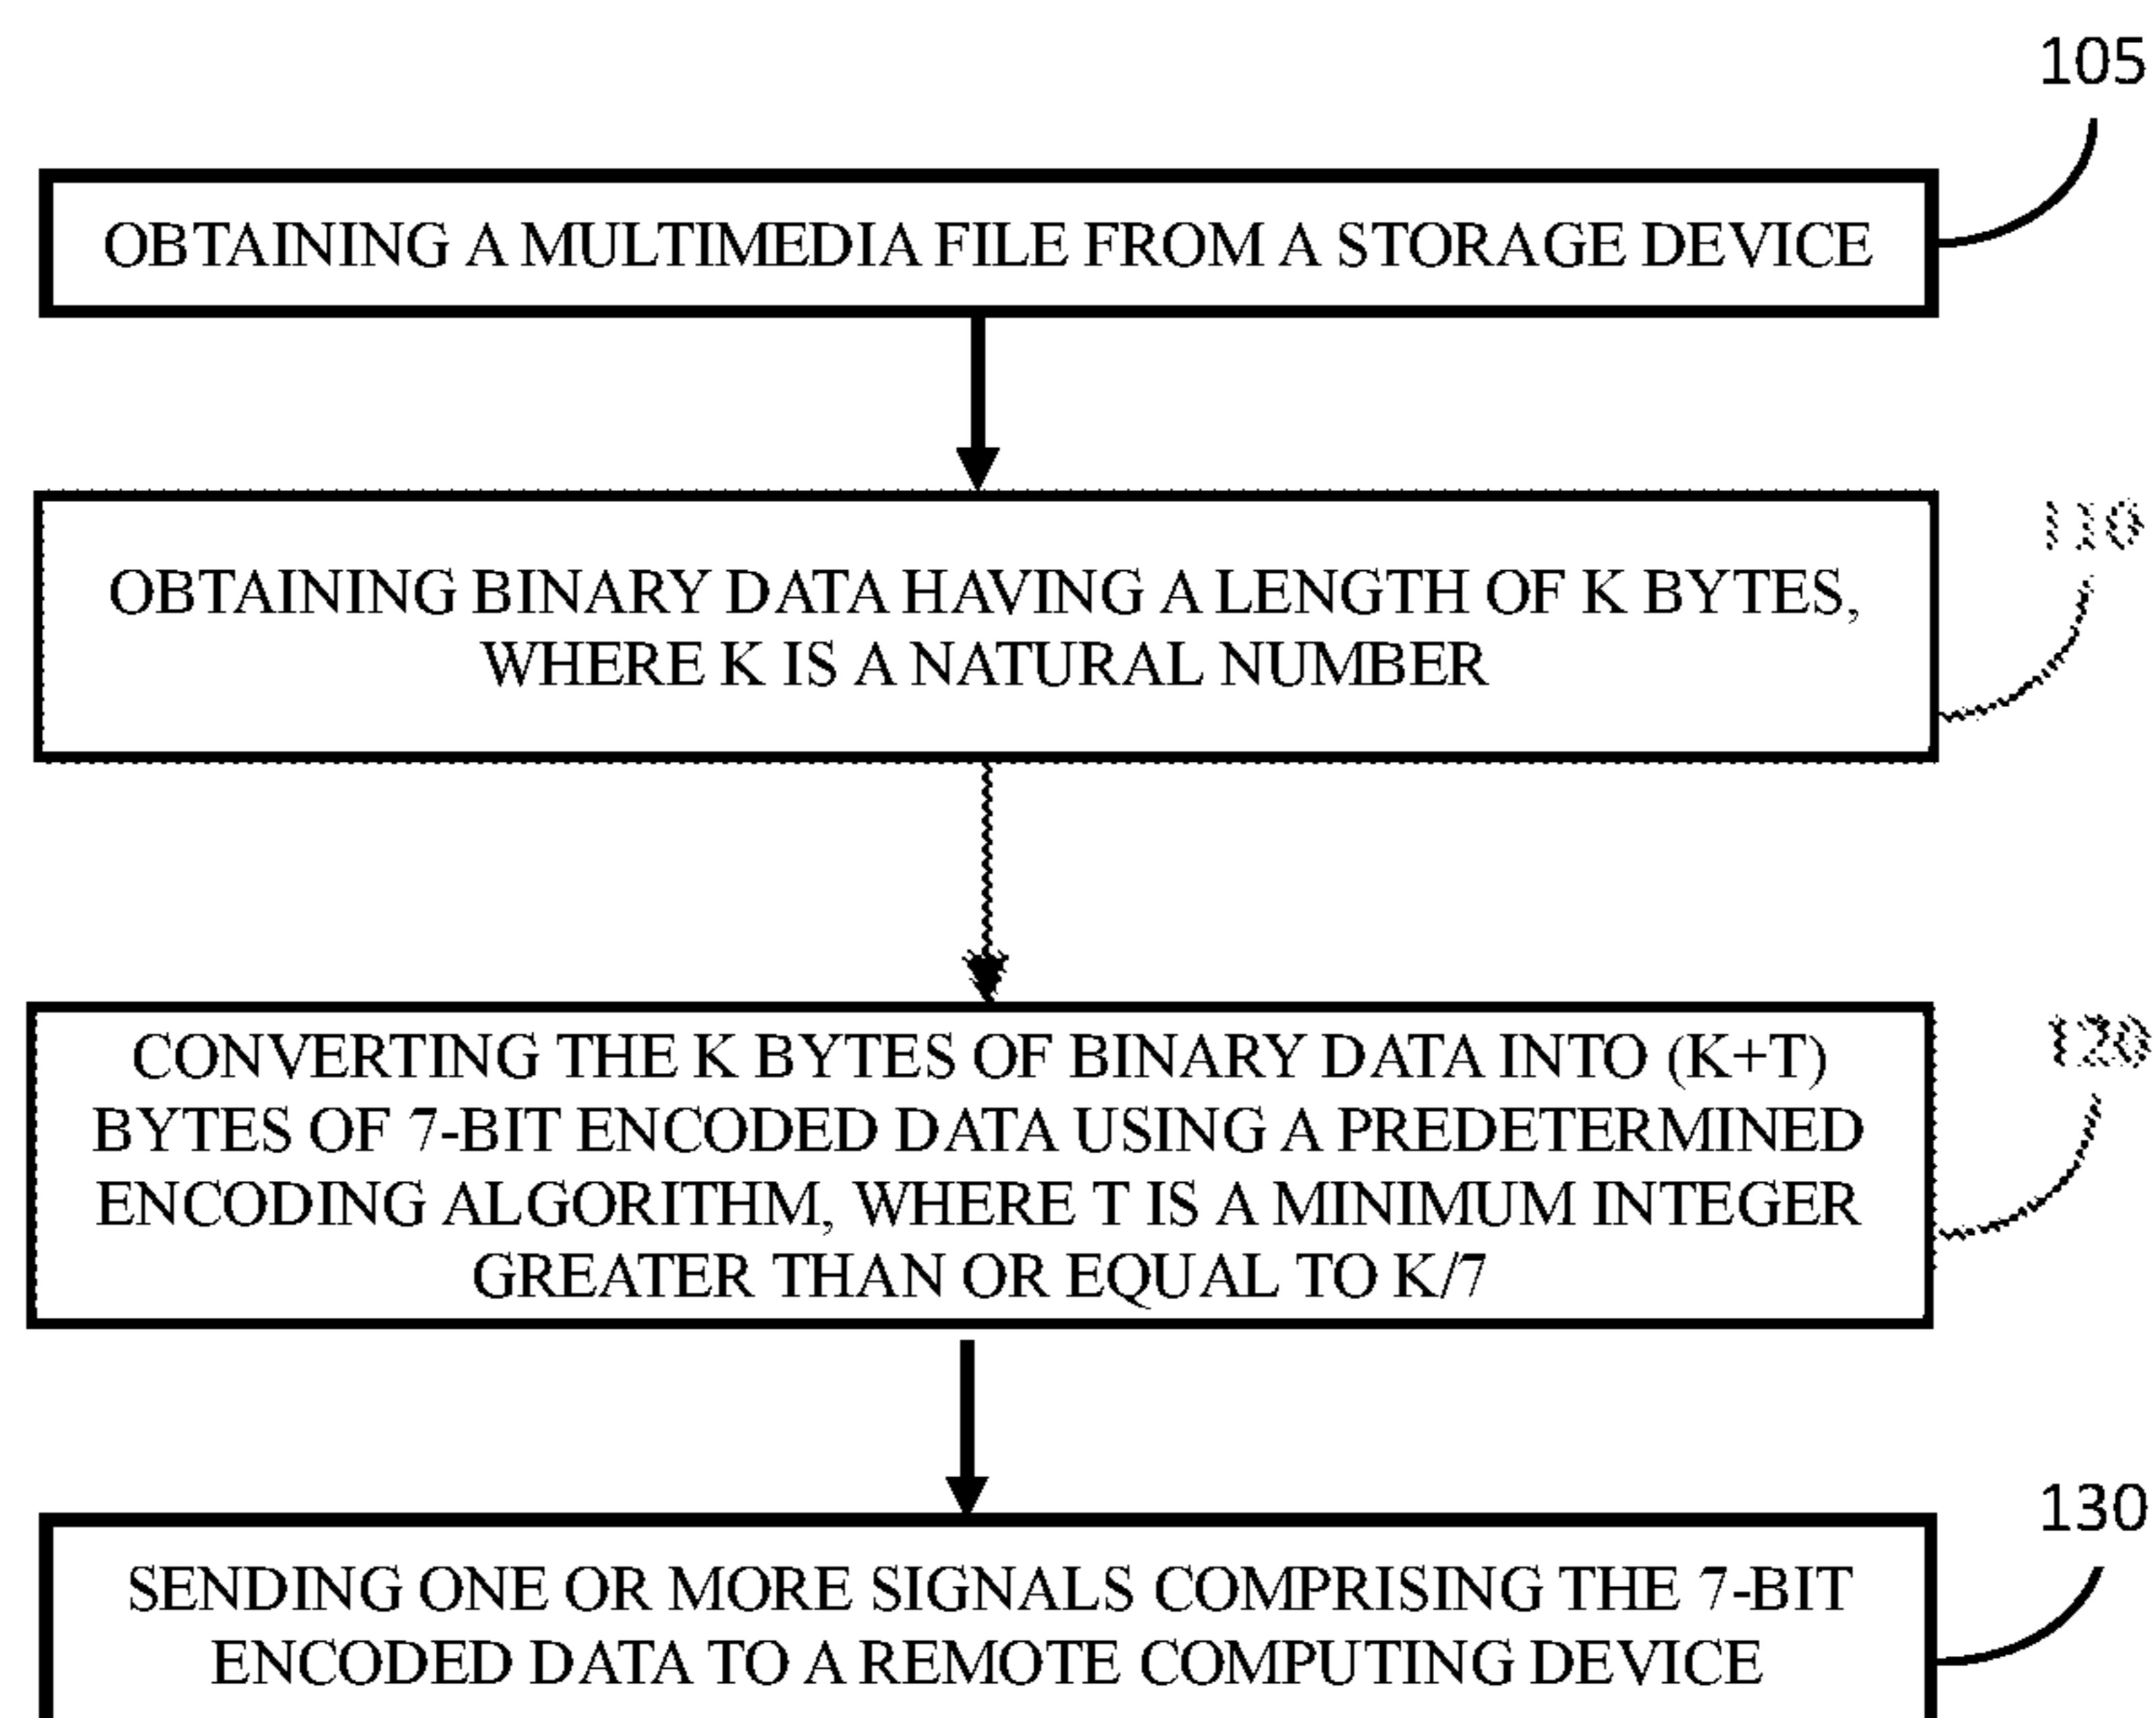 105
OBTAINING A MULTIMEDIA FILE FROM A STORAGE DEVICE
110
OBTAINING BINARY DATA HAVING A LENGTH OF K BYTES,
WHERE K IS A NATURAL NUMBER
120
CONVERTING THE K BYTES OF BINARY DATA INTO (K+T)
BYTES OF 7-BIT ENCODED DATA USING A PREDETERMINED
ENCODING ALGORITHM, WHERE T IS A MINIMUM INTEGER
GREATER THAN OR EQUAL TO K/7
130
SENDING ONE OR MORE SIGNALS COMPRISING THE 7-BIT
ENCODED DATA TO A REMOTE COMPUTING DEVICE